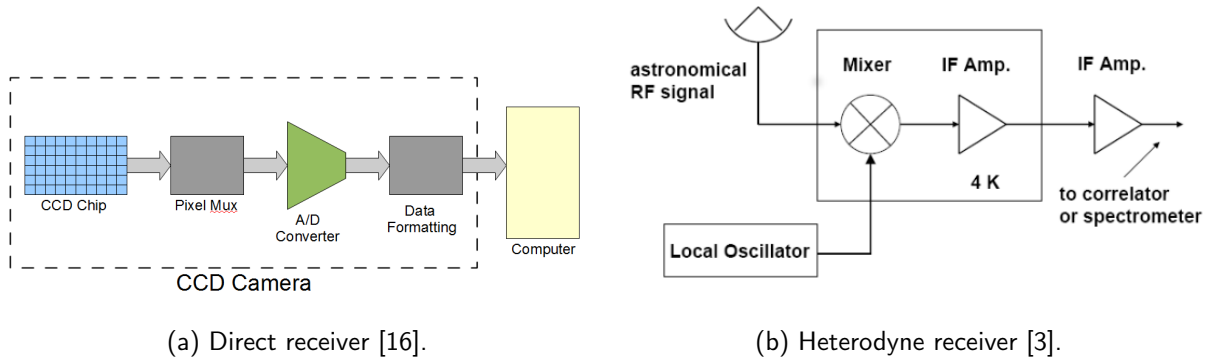 CCD Chip
Pixel Mux
A/D
Converter
Data
Formatting
Computer
CCD Camera
(a) Direct receiver [16].
astronomical
RF signal
Mixer
IF Amp.
IF Amp.
4 K
to correlator
or spectrometer
Local Oscillator
(b) Heterodyne receiver [3].